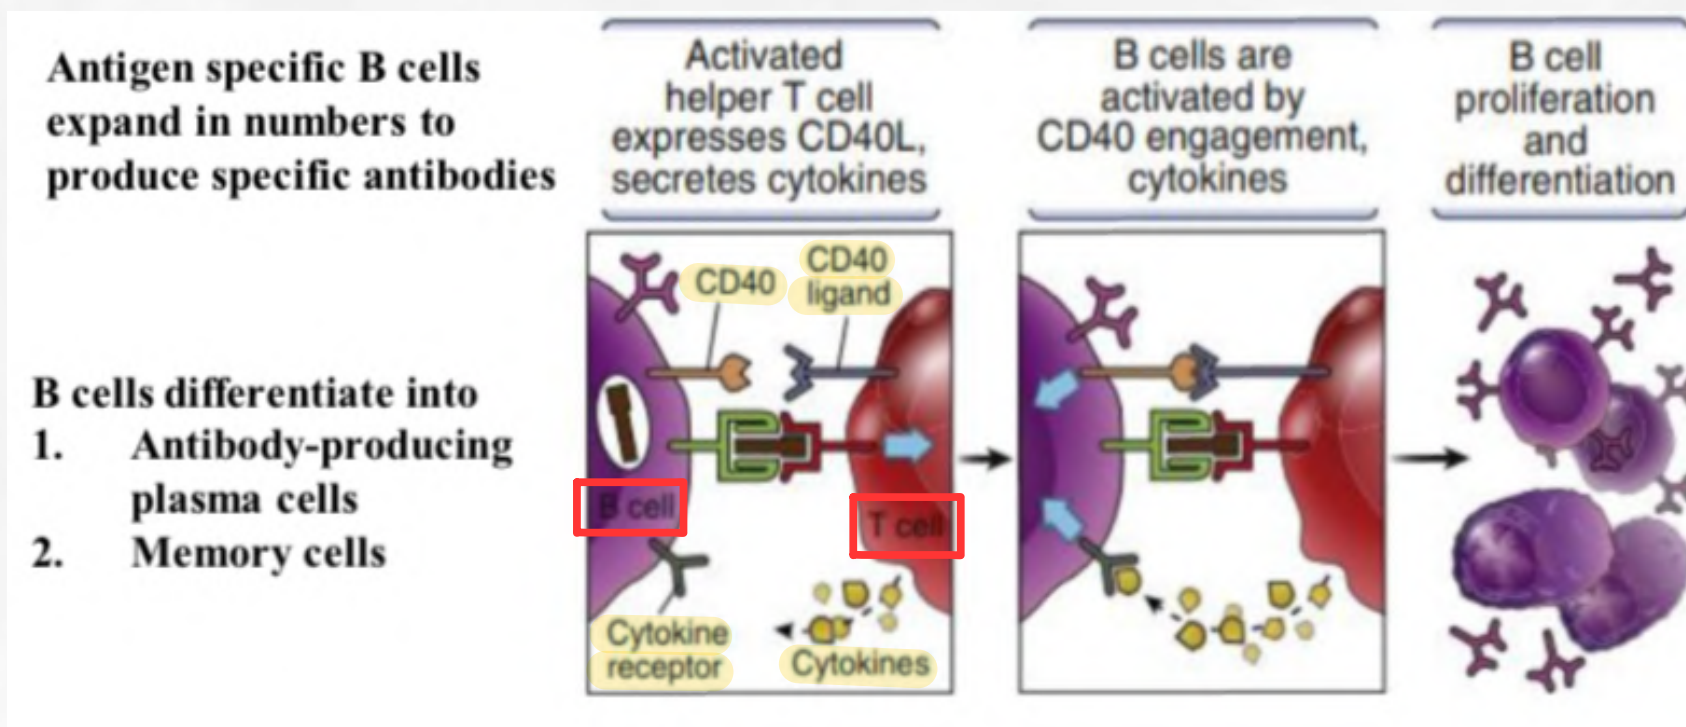 Antigen specific B cells
expand in numbers to
produce specific antibodies
B cells differentiate into
1. Antibody-producing
plasma cells
2. Memory cells
Activated
helper T cell
expresses CD40L,
secretes cytokines
CD40
CD40
ligand
B cell
T cell
Cytokine
receptor
Cytokines
B cells are
activated by
CD40 engagement,
cytokines
B cell
proliferation
and
differentiation